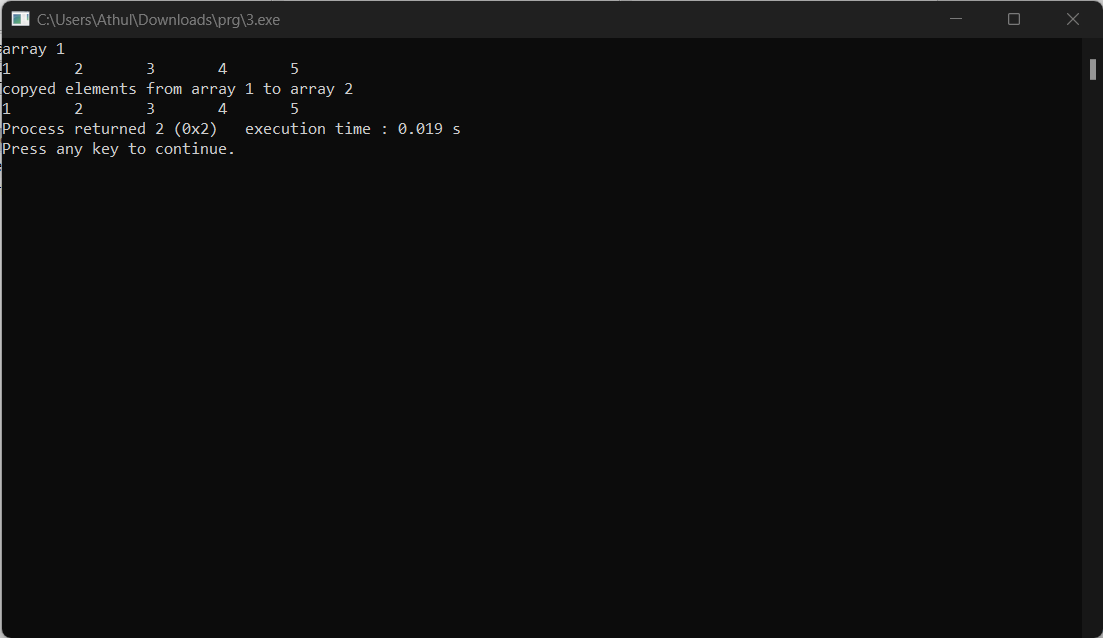 C:\Users\Athul\Downloads\prg\3.exe
array 1
1 2 3 4 5
copyed elements from array 1 to array 2
1 2 3 4 5
Process returned 2 (0x2) execution time : 0.019 s
Press any key to continue.